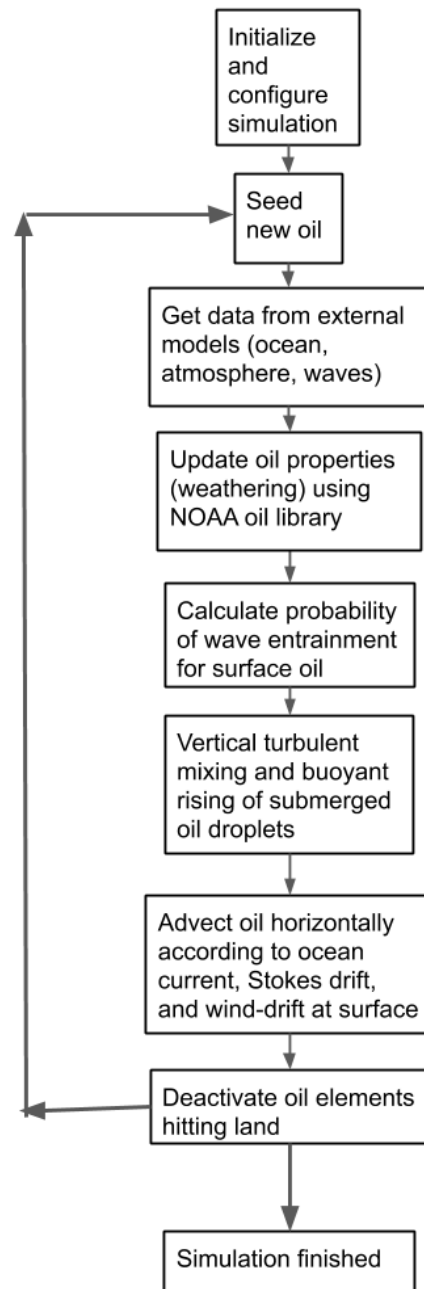 Initialize
and
configure
simulation
Seed
new oil
Get data from external
models (ocean,
atmosphere, waves)
Update oil properties
(weathering) using
NOAA oil library
Calculate probability
of wave entrainment
for surface oil
Vertical turbulent
mixing and buoyant
rising of submerged
oil droplets
Advect oil horizontally
according to ocean
current, Stokes drift,
and wind-drift at surface
Deactivate oil elements
hitting land
Simulation finished